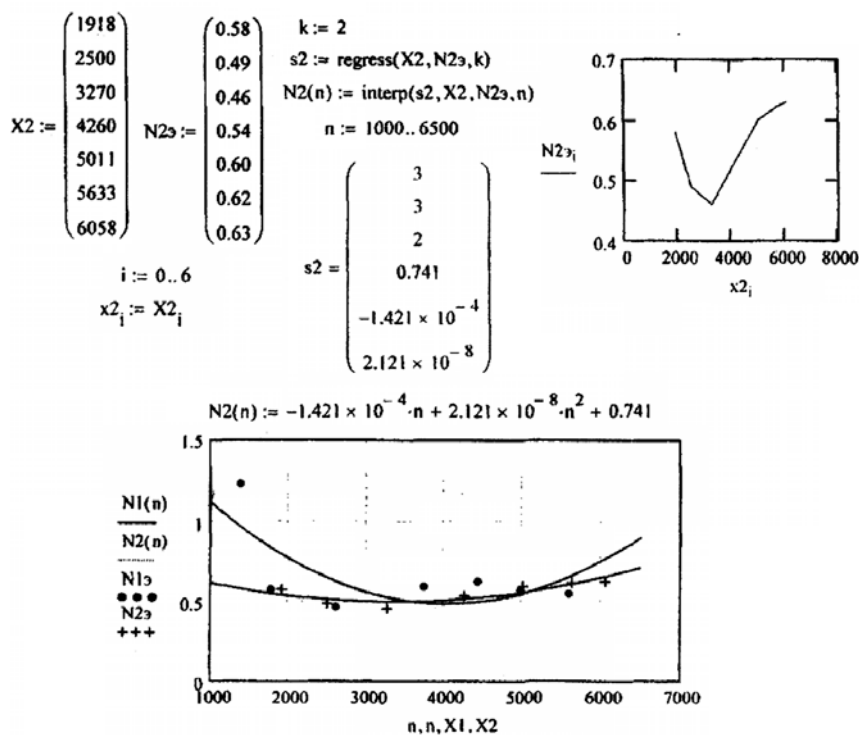 X2 :=
1918
2500
3270
4260
5011
5633
6058
N2э :=
0.58
0.49
0.46
0.54
0.60
0.62
0.63
k := 2
s2 := regress(X2, N2э, k)
N2(n) := interp(s2, X2, N2э, n)
n := 1000.. 6500
s2 =
3
3
2
0.741
−1.421 × 10^−4
2.121 × 10^−8
i := 0.. 6
x2_i := X2_i
0.7
0.6
0.5
0.4
N2э_i
0 2000 4000 6000 8000
x2_i
N2(n) := −1.421 × 10^−4·n + 2.121 × 10^−8·n^2 + 0.741
1.5
1
0.5
0
N1(n)
N2(n)
N1э
N2э
+++
1000 2000 3000 4000 5000 6000 7000
n, n, X1, X2